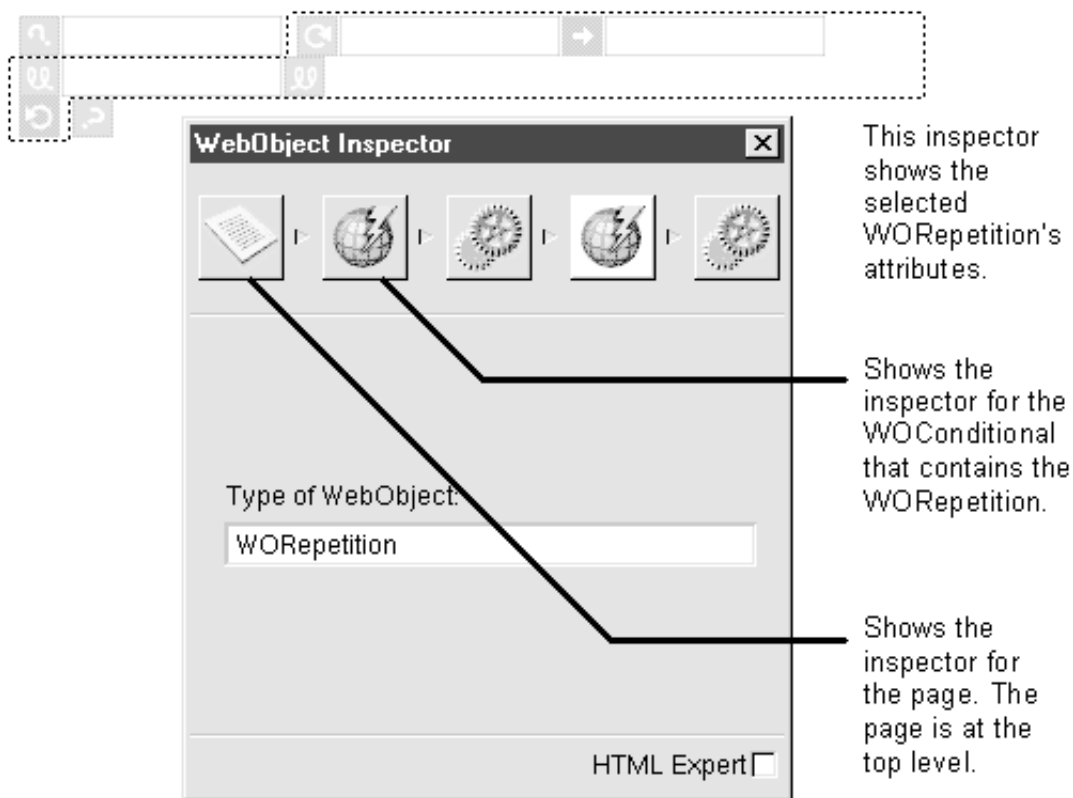 WebObject Inspector
This inspector
shows the
selected
WORepetition's
attributes.
Shows the
inspector for the
WOConditional
that contains the
WORepetition.
Type of WebObject:
WORepetition
Shows the
inspector for
the page. The
page is at the
top level.
HTML Expert